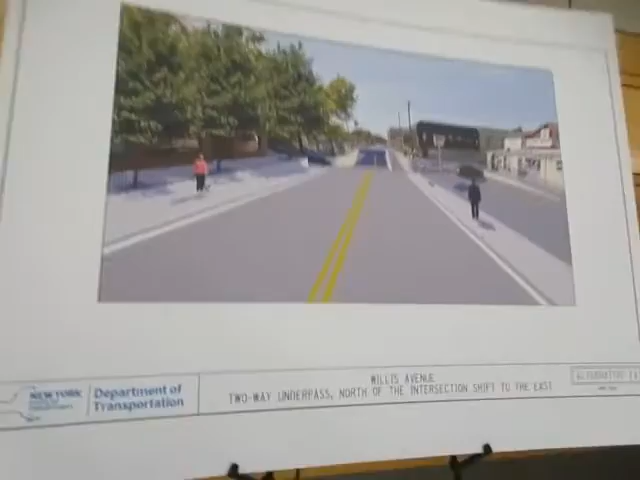 NEW YORK
Department of
Transportation
WILLIS AVENUE
TWO-WAY UNDERPASS, NORTH OF THE INTERSECTION SHIFT TO THE EAST